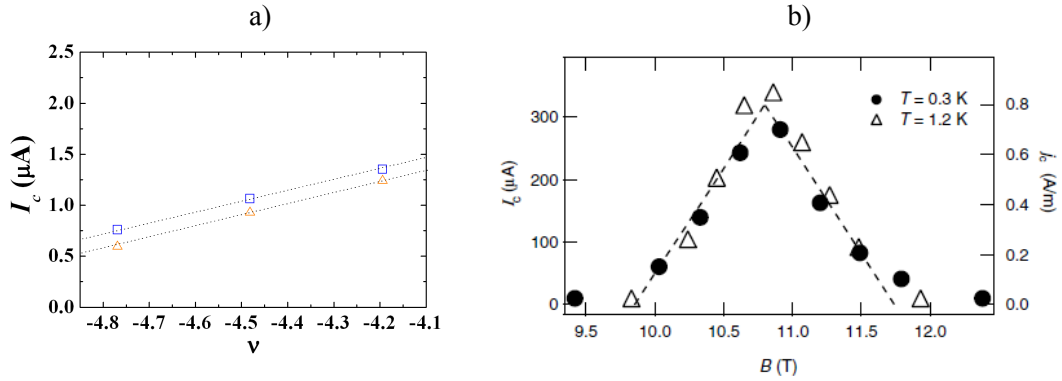 a)
2.5
2.0
1.5
1.0
0.5
0.0
I_c (µA)
-4.8 -4.7 -4.6 -4.5 -4.4 -4.3 -4.2 -4.1
ν
b)
T = 0.3 K
T = 1.2 K
300
200
100
0
I_c (µA)
0.8
0.6
0.4
0.2
0.0
j_c (A/m)
9.5 10.0 10.5 11.0 11.5 12.0
B (T)